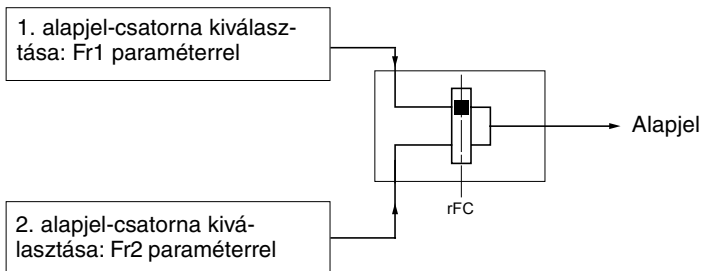 1. alapjel-csatorna kiválasz-
tása: Fr1 paraméterrel
Alapjel
rFC
2. alapjel-csatorna kivá-
lasztása: Fr2 paraméterrel